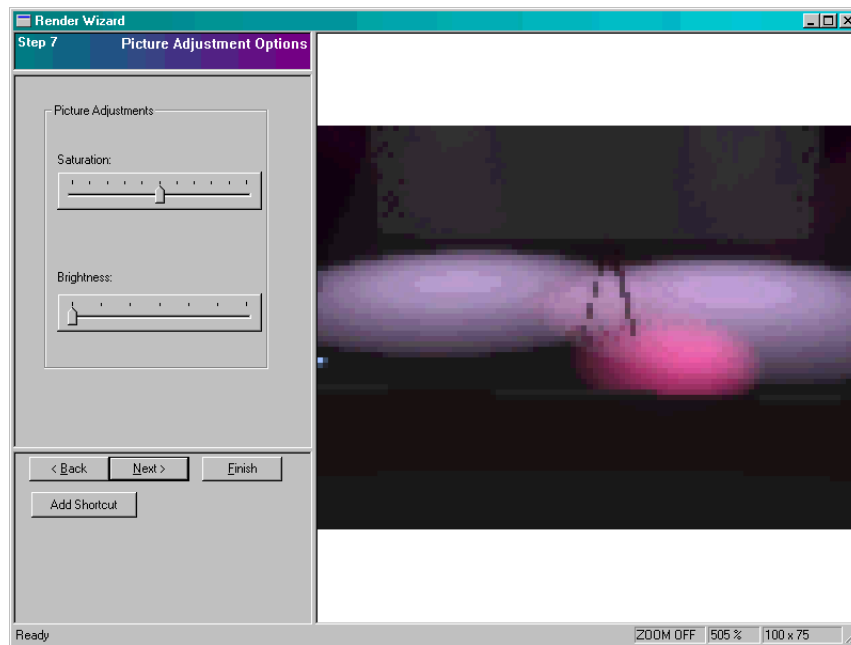 Render Wizard
Step 7 Picture Adjustment Options
Picture Adjustments
Saturation:
Brightness:
< Back Next > Finish
Add Shortcut
Ready ZOOM OFF 505 % 100 x 75